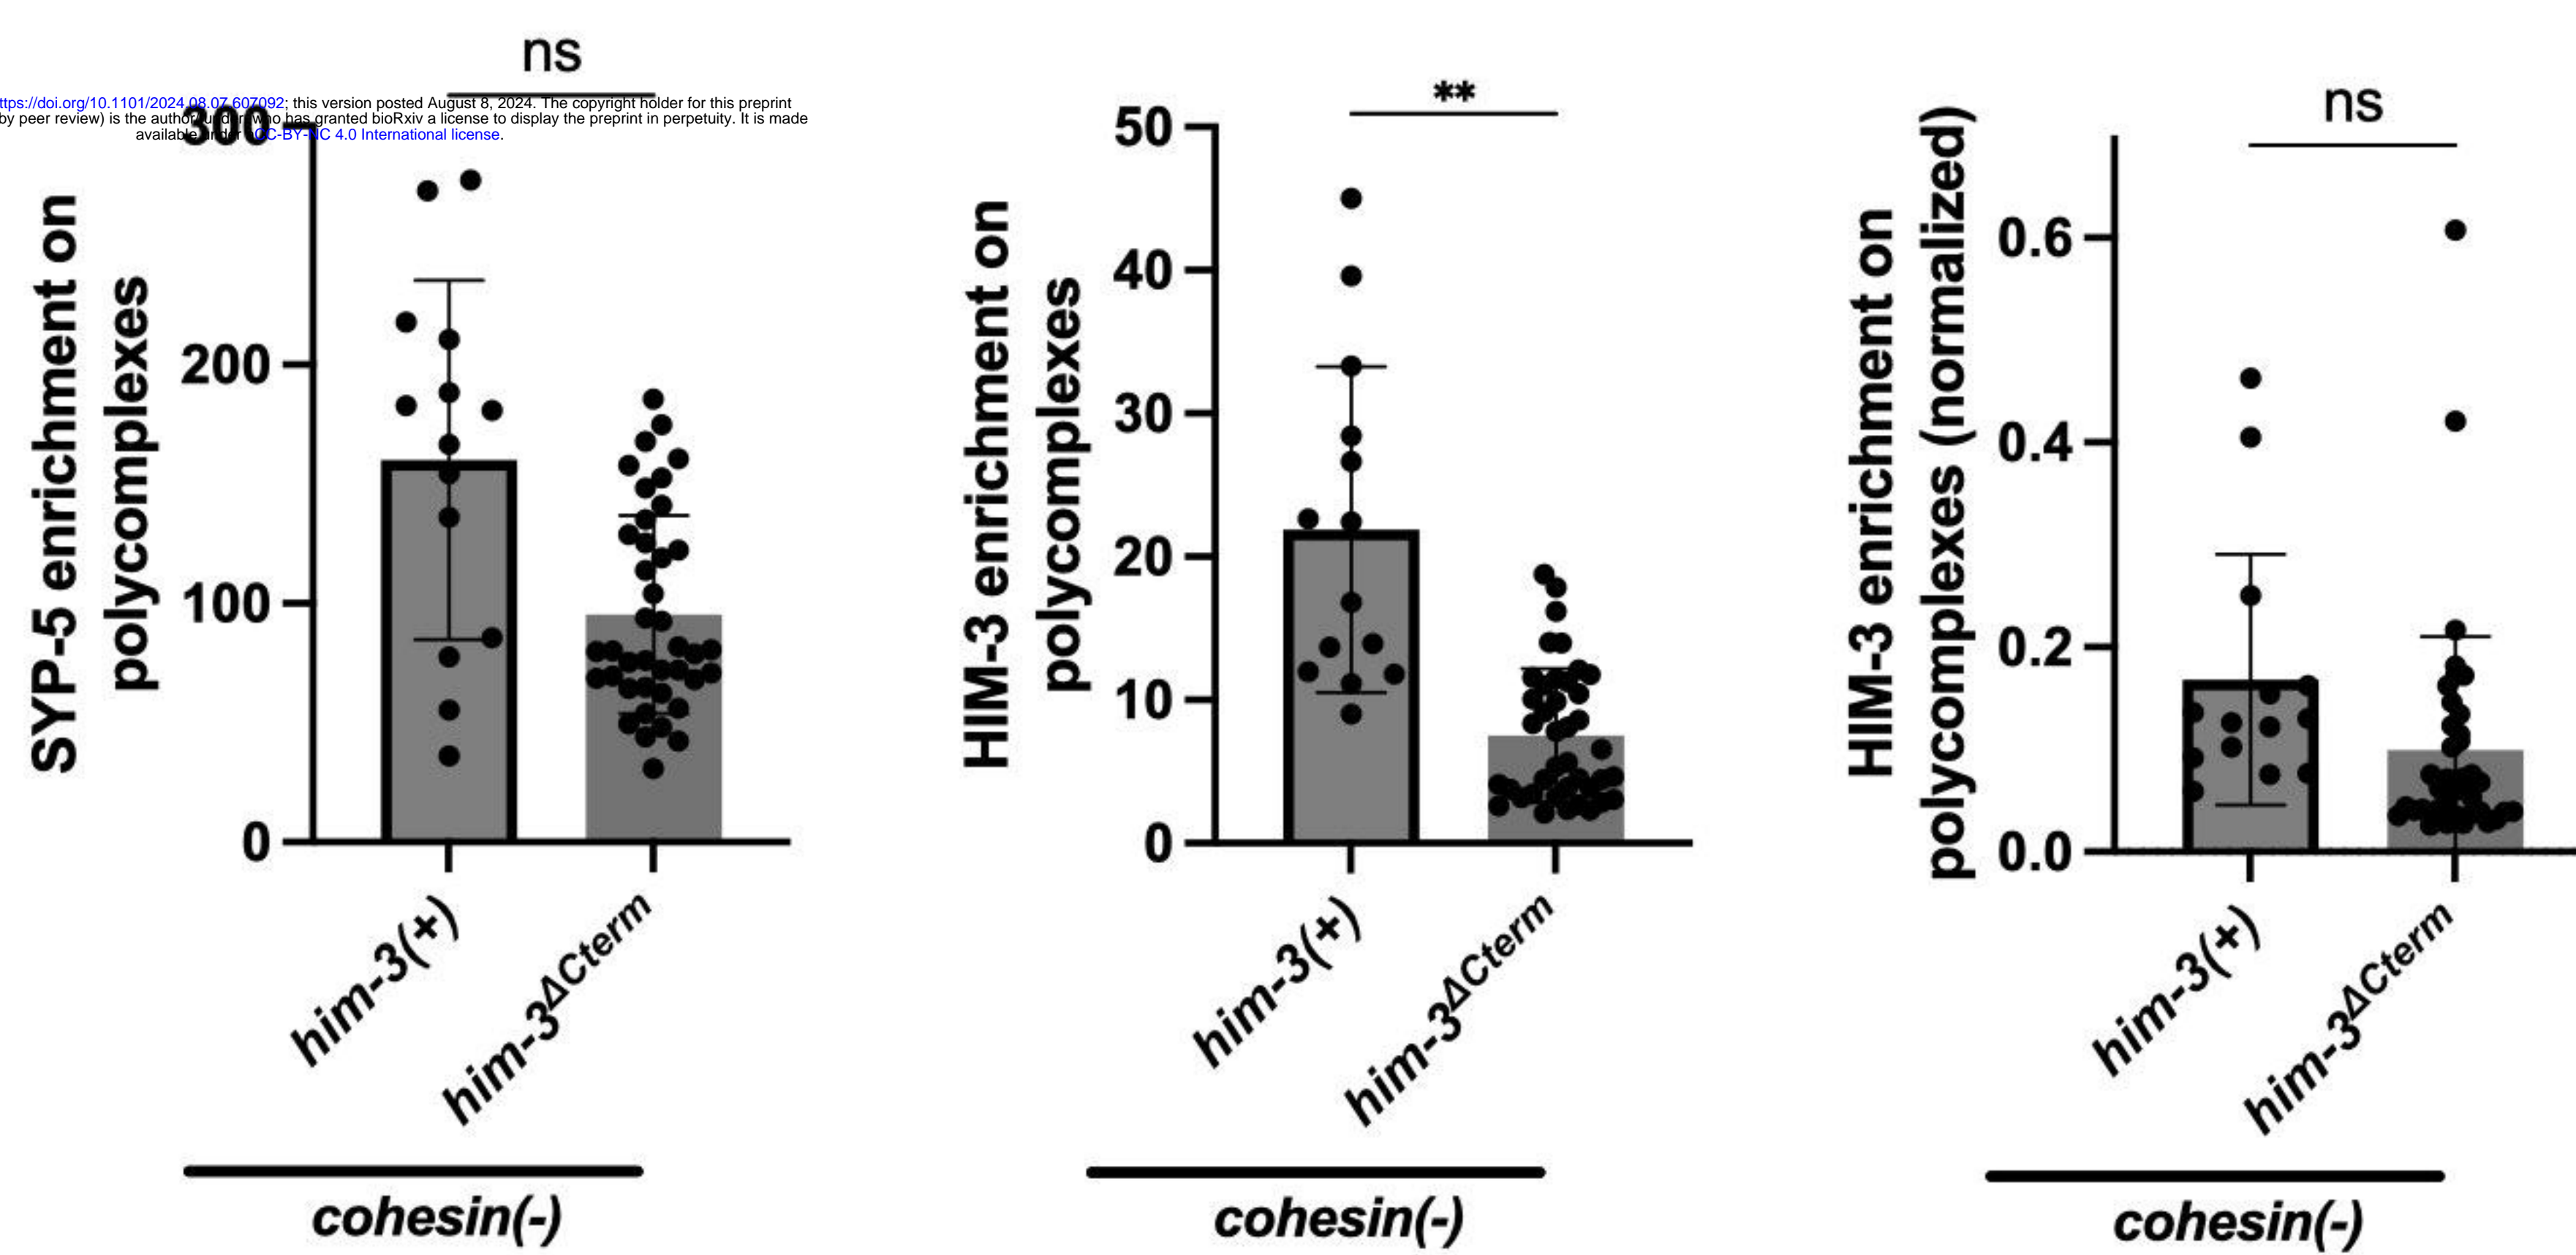 ns
ttps://doi.org/10.1101/2024.08.07.607092; this version posted August 8, 2024. The copyright holder for this preprint
by peer review) is the author/funder, who has granted bioRxiv a license to display the preprint in perpetuity. It is made
available under CC-BY-NC 4.0 International license.
SYP-5 enrichment on
polycomplexes
300
200
100
0
him-3(+)
him-3ΔCterm
cohesin(-)
**
HIM-3 enrichment on
polycomplexes
50
40
30
20
10
0
him-3(+)
him-3ΔCterm
cohesin(-)
ns
HIM-3 enrichment on
polycomplexes (normalized)
0.6
0.4
0.2
0.0
him-3(+)
him-3ΔCterm
cohesin(-)